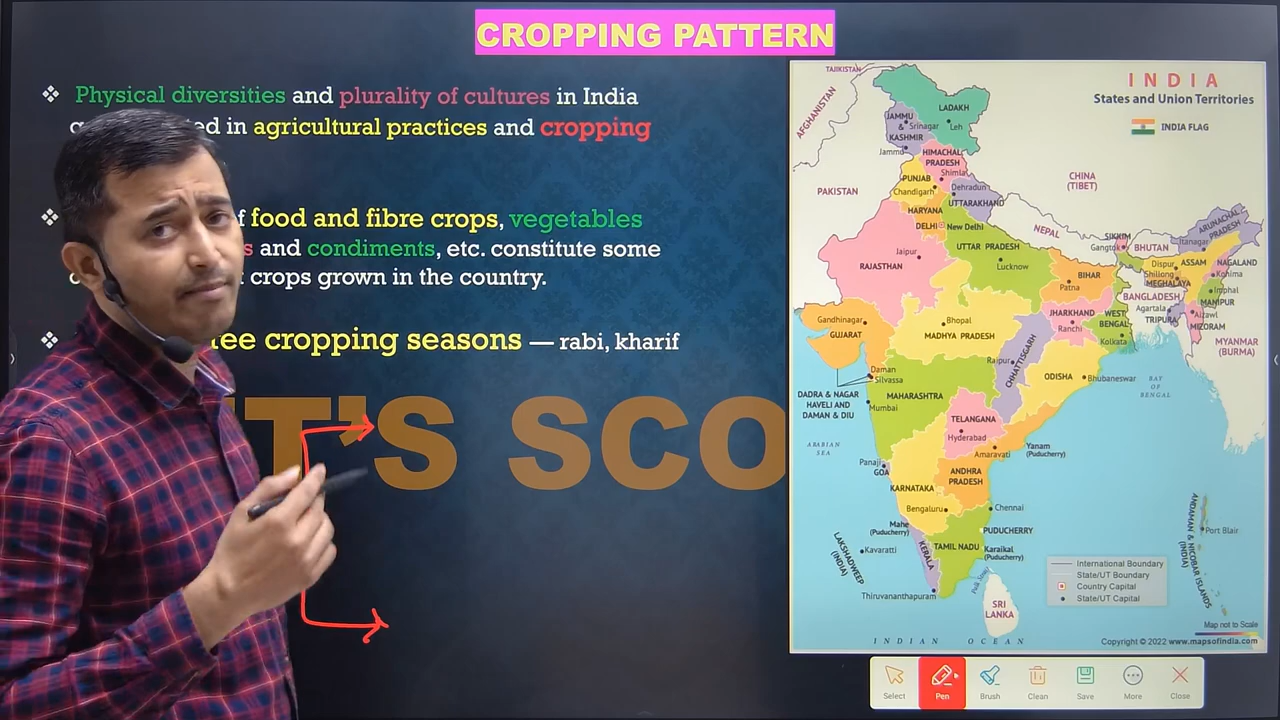 CROPPING PATTERN
❖ Physical diversities and plurality of cultures in India
ed in agricultural practices and cropping
❖ f food and fibre crops, vegetables
s and condiments, etc. constitute some
crops grown in the country.
❖ ee cropping seasons — rabi, kharif
T'S SCO
INDIA
States and Union Territories
INDIA FLAG
TAJIKISTAN
AFGHANISTAN
PAKISTAN
CHINA
(TIBET)
NEPAL
BHUTAN
BANGLADESH
MYANMAR
(BURMA)
SRI
LANKA
LADAKH
Leh
JAMMU
&
KASHMIR
Srinagar
Jammu
HIMACHAL
PRADESH
Shimla
PUNJAB
Chandigarh
Dehradun
UTTARAKHAND
HARYANA
DELHI
New Delhi
RAJASTHAN
Jaipur
UTTAR PRADESH
Lucknow
BIHAR
Patna
SIKKIM
Gangtok
ARUNACHAL
PRADESH
Itanagar
ASSAM
Dispur
NAGALAND
Kohima
Shillong
MEGHALAYA
Imphal
MANIPUR
Agartala
TRIPURA
Aizawl
MIZORAM
GUJARAT
Gandhinagar
MADHYA PRADESH
Bhopal
JHARKHAND
Ranchi
WEST
BENGAL
Kolkata
CHHATTISGARH
Raipur
ODISHA
Bhubaneswar
Daman
Silvassa
DADRA & NAGAR
HAVELI AND
DAMAN & DIU
MAHARASHTRA
Mumbai
TELANGANA
Hyderabad
Amaravati
Yanam
(Puducherry)
ANDHRA
PRADESH
Panaji
GOA
KARNATAKA
Bengaluru
Chennai
PUDUCHERRY
Mahe
(Puducherry)
TAMIL NADU
Karaikal
(Puducherry)
KERALA
Thiruvananthapuram
LAKSHADWEEP
(INDIA)
Kavaratti
ANDAMAN & NICOBAR ISLANDS
(INDIA)
Port Blair
ARABIAN
SEA
BAY
OF
BENGAL
Palk Strait
INDIAN OCEAN
International Boundary
State/UT Boundary
Country Capital
State/UT Capital
Map not to Scale
Copyright © 2022 www.mapsofindia.com
Select
Pen
Brush
Clean
Save
More
Close